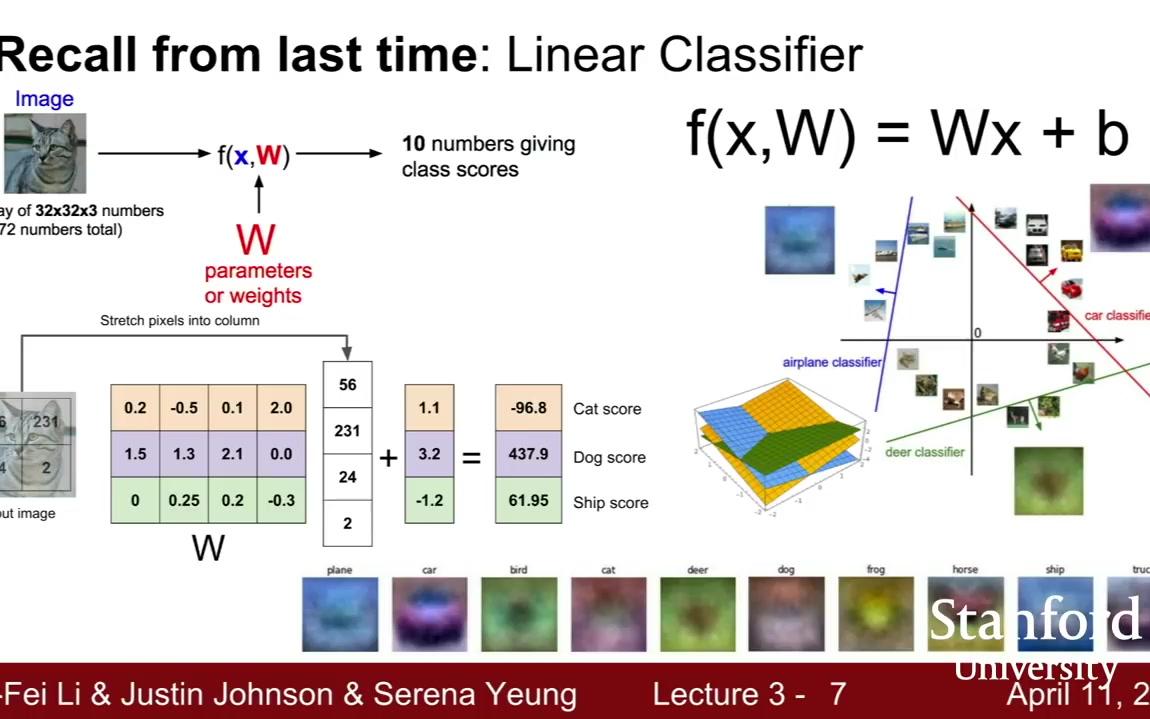 Recall from last time: Linear Classifier
Image
f(x,W)
10 numbers giving
class scores
f(x,W) = Wx + b
ay of 32x32x3 numbers
72 numbers total)
W
parameters
or weights
Stretch pixels into column
0
car classifie
airplane classifier
deer classifier
6 231
4 2
put image
0.2 -0.5 0.1 2.0
1.5 1.3 2.1 0.0
0 0.25 0.2 -0.3
W
56
231
24
2
+
1.1
3.2
-1.2
=
-96.8 Cat score
437.9 Dog score
61.95 Ship score
plane car bird cat deer dog frog horse ship truc
Stanford
University
-Fei Li & Justin Johnson & Serena Yeung Lecture 3 - 7 April 11, 2